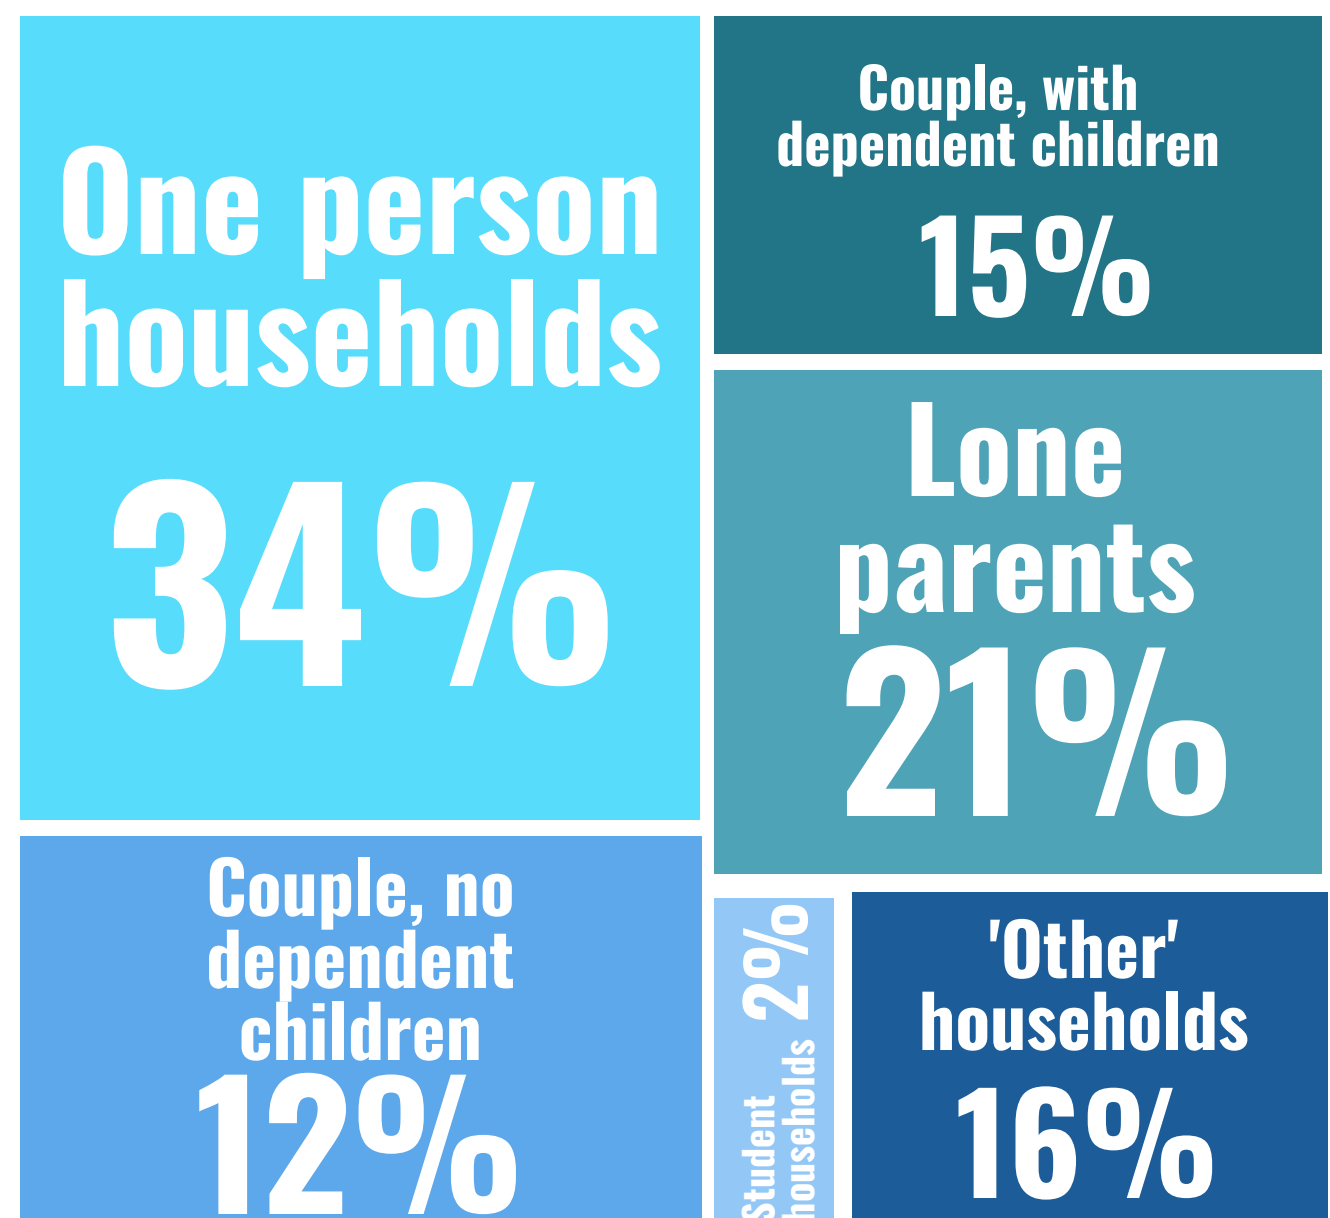 One person
households
34%
Couple, with
dependent children
15%
Lone
parents
21%
Couple, no
dependent
children
12%
Student
households
2%
'Other'
households
16%